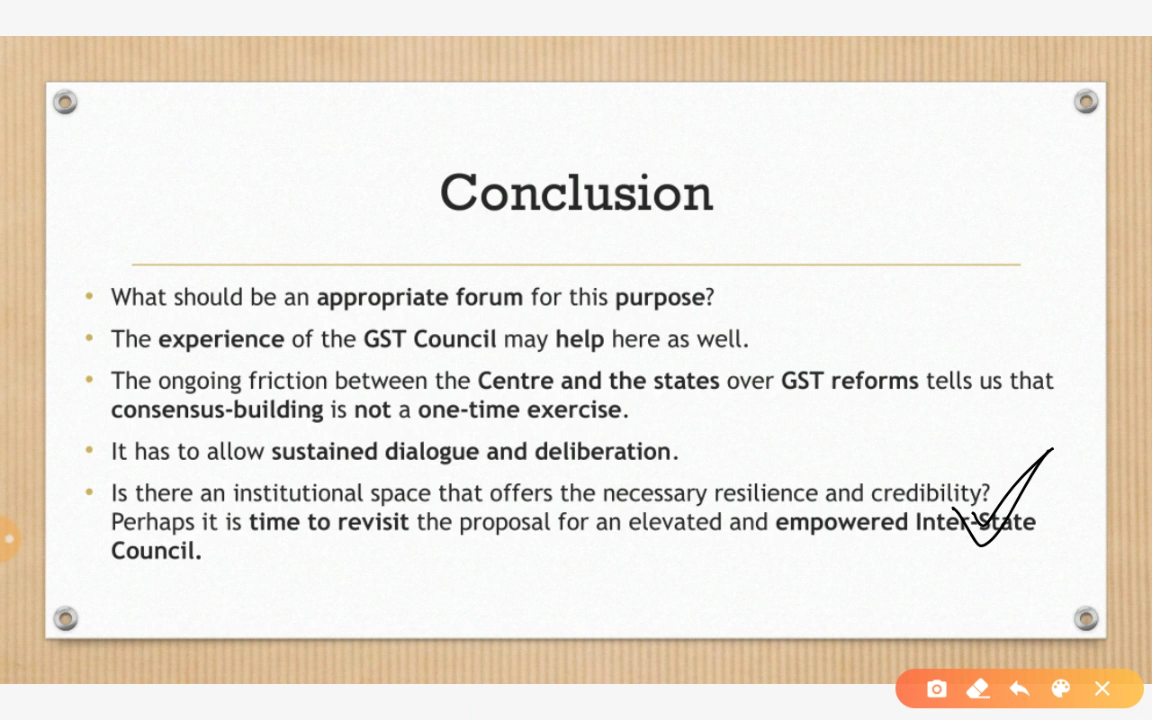 Conclusion
• What should be an appropriate forum for this purpose?
• The experience of the GST Council may help here as well.
• The ongoing friction between the Centre and the states over GST reforms tells us that
consensus-building is not a one-time exercise.
• It has to allow sustained dialogue and deliberation.
• Is there an institutional space that offers the necessary resilience and credibility?
Perhaps it is time to revisit the proposal for an elevated and empowered Inter-State
Council.